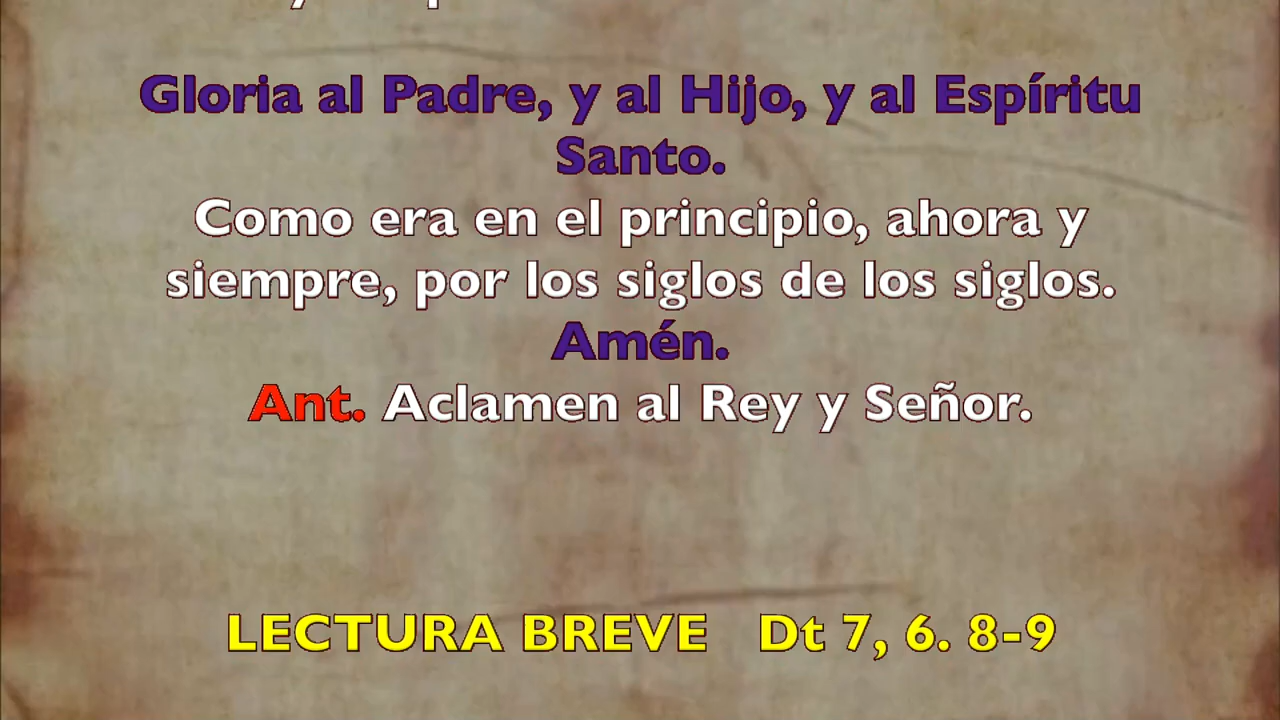 Gloria al Padre, y al Hijo, y al Espíritu
Santo.
Como era en el principio, ahora y
siempre, por los siglos de los siglos.
Amén.
Ant. Aclamen al Rey y Señor.
LECTURA BREVE Dt 7, 6. 8-9